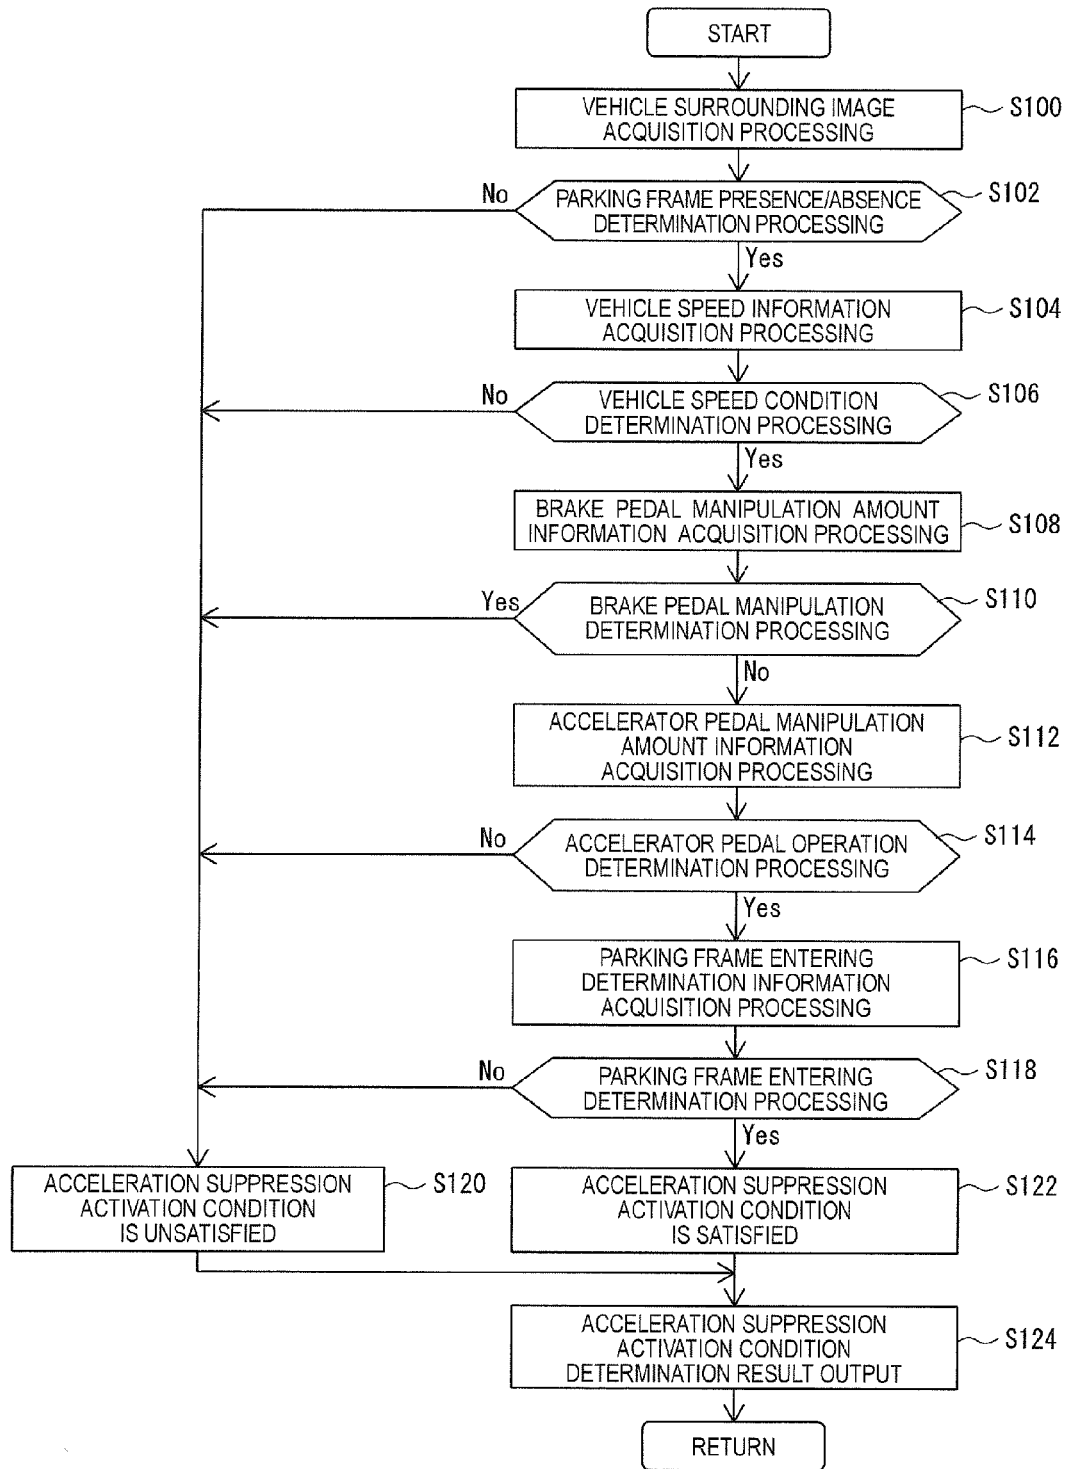 START
VEHICLE SURROUNDING IMAGE
ACQUISITION PROCESSING
S100
No
PARKING FRAME PRESENCE/ABSENCE
DETERMINATION PROCESSING
S102
Yes
VEHICLE SPEED INFORMATION
ACQUISITION PROCESSING
S104
No
VEHICLE SPEED CONDITION
DETERMINATION PROCESSING
S106
Yes
BRAKE PEDAL MANIPULATION AMOUNT
INFORMATION ACQUISITION PROCESSING
S108
Yes
BRAKE PEDAL MANIPULATION
DETERMINATION PROCESSING
S110
No
ACCELERATOR PEDAL MANIPULATION
AMOUNT INFORMATION
ACQUISITION PROCESSING
S112
No
ACCELERATOR PEDAL OPERATION
DETERMINATION PROCESSING
S114
Yes
PARKING FRAME ENTERING
DETERMINATION INFORMATION
ACQUISITION PROCESSING
S116
No
PARKING FRAME ENTERING
DETERMINATION PROCESSING
S118
Yes
ACCELERATION SUPPRESSION
ACTIVATION CONDITION
IS UNSATISFIED
S120
ACCELERATION SUPPRESSION
ACTIVATION CONDITION
IS SATISFIED
S122
ACCELERATION SUPPRESSION
ACTIVATION CONDITION
DETERMINATION RESULT OUTPUT
S124
RETURN